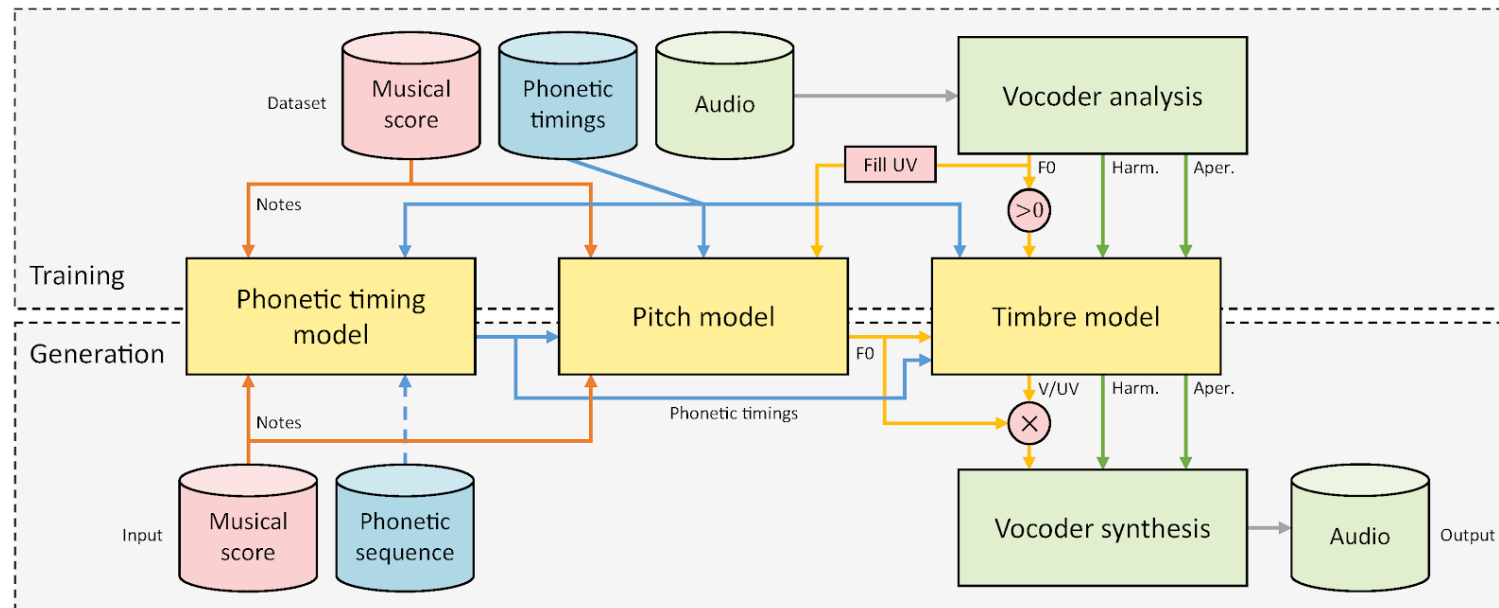 Dataset
Musical
score
Phonetic
timings
Audio
Vocoder analysis
Fill UV
F0
Harm.
Aper.
>0
Notes
Training
Phonetic timing
model
Pitch model
Timbre model
Generation
F0
V/UV
Harm.
Aper.
Notes
Phonetic timings
×
Input
Musical
score
Phonetic
sequence
Vocoder synthesis
Audio
Output